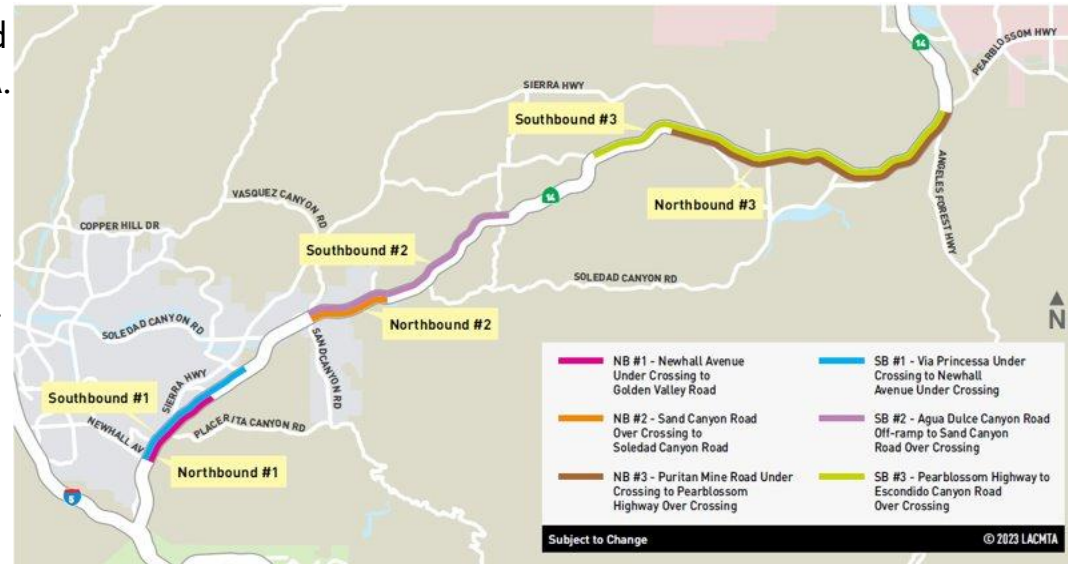 d
A.
14
PEARBLOSSOM HWY
SIERRA HWY
Southbound #3
14
Northbound #3
ANGELES FOREST HWY
VASQUEZ CANYON RD
COPPER HILL DR
Southbound #2
SOLEDAD CANYON RD
Northbound #2
SOLEDAD CANYON RD
SANDCANYON RD
SIERRA HWY
Southbound #1
PLACERITA CANYON RD
NEWHALL AV
Northbound #1
5
N
NB #1 - Newhall Avenue
Under Crossing to
Golden Valley Road
NB #2 - Sand Canyon Road
Over Crossing to
Soledad Canyon Road
NB #3 - Puritan Mine Road Under
Crossing to Pearblossom
Highway Over Crossing
SB #1 - Via Princessa Under
Crossing to Newhall
Avenue Under Crossing
SB #2 - Agua Dulce Canyon Road
Off-ramp to Sand Canyon
Road Over Crossing
SB #3 - Pearblossom Highway to
Escondido Canyon Road
Over Crossing
Subject to Change
© 2023 LACMTA